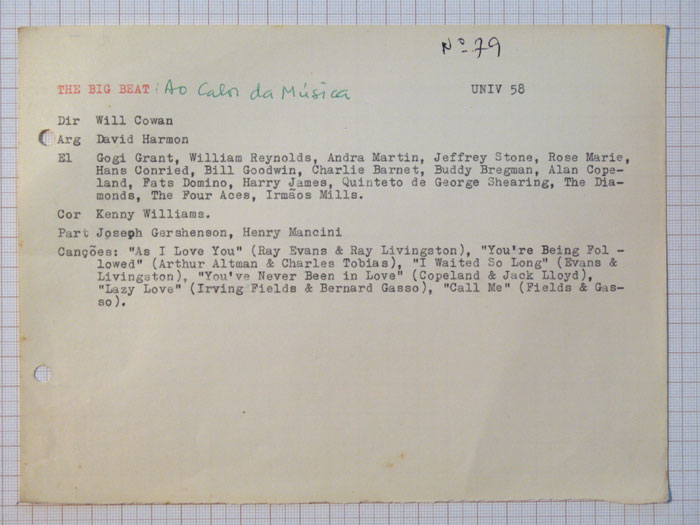 Nº 79
THE BIG BEAT: Ao Calor da Música UNIV 58
Dir Will Cowan
Arg David Harmon
El Gogi Grant, William Reynolds, Andra Martin, Jeffrey Stone, Rose Marie,
Hans Conried, Bill Goodwin, Charlie Barnet, Buddy Bregman, Alan Cope-
land, Fats Domino, Harry James, Quinteto de George Shearing, The Dia-
monds, The Four Aces, Irmãos Mills.
Cor Kenny Williams.
Part Joseph Gershenson, Henry Mancini
Canções: "As I Love You" (Ray Evans & Ray Livingston), "You're Being Fol -
lowed" (Arthur Altman & Charles Tobias), "I Waited So Long" (Evans &
Livingston), "You've Never Been in Love" (Copeland & Jack Lloyd),
"Lazy Love" (Irving Fields & Bernard Gasso), "Call Me" (Fields & Gas-
so).